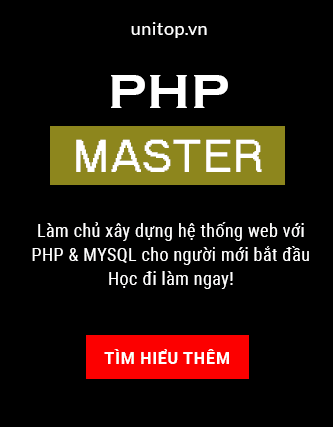 unitop.vn
PHP
MASTER
Làm chủ xây dựng hệ thống web với
PHP & MYSQL cho người mới bắt đầu
Học đi làm ngay!
TÌM HIỂU THÊM